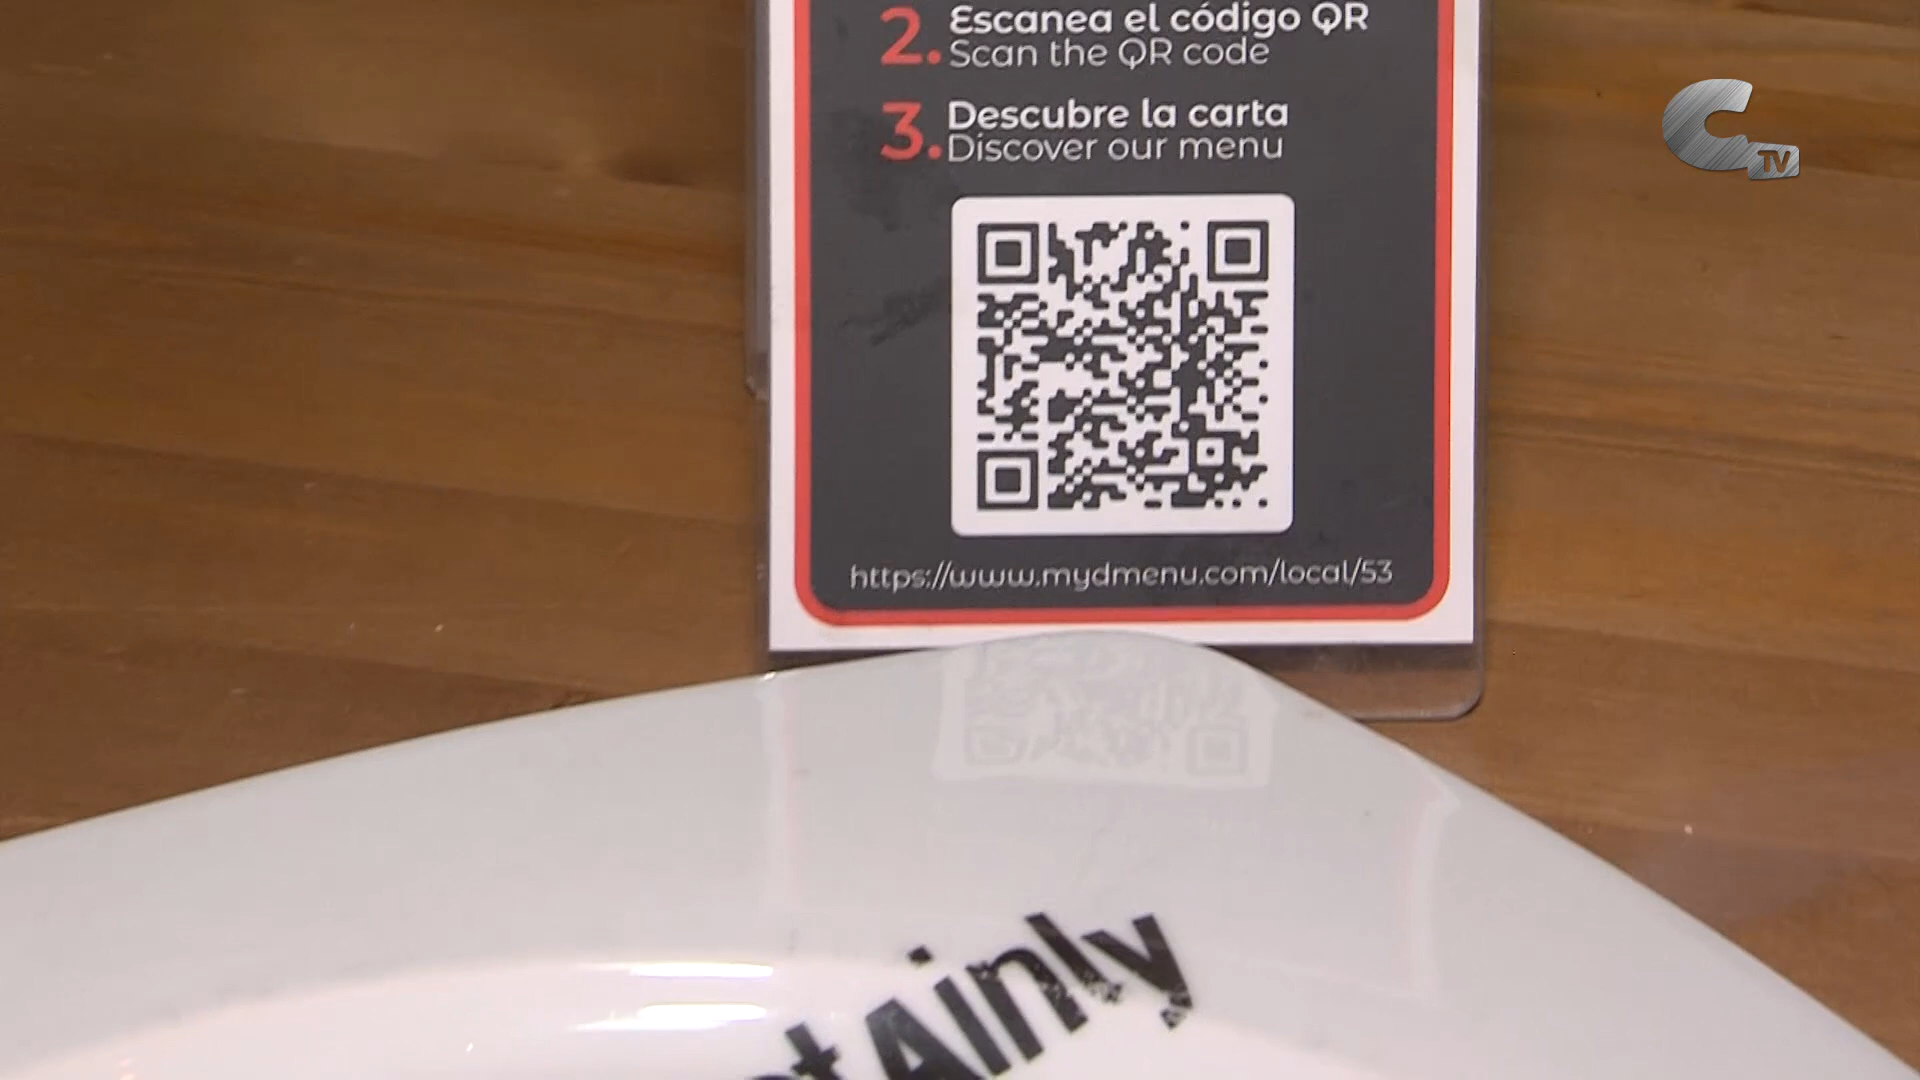 2. Escanea el código QR
Scan the QR code
3. Descubre la carta
Discover our menu
https://www.mydmenu.com/local/53
TV